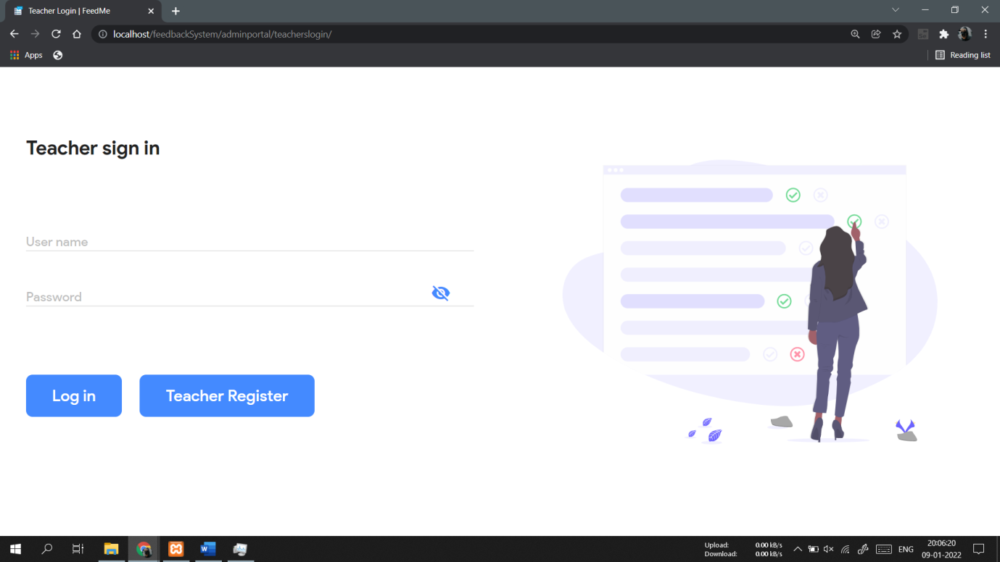 Teacher Login | FeedMe
localhost/feedbackSystem/adminportal/teacherslogin/
Apps
Reading list
Teacher sign in
User name
Password
Log in
Teacher Register
Upload: 0.00 kB/s
Download: 0.00 kB/s
ENG
20:06:20
09-01-2022